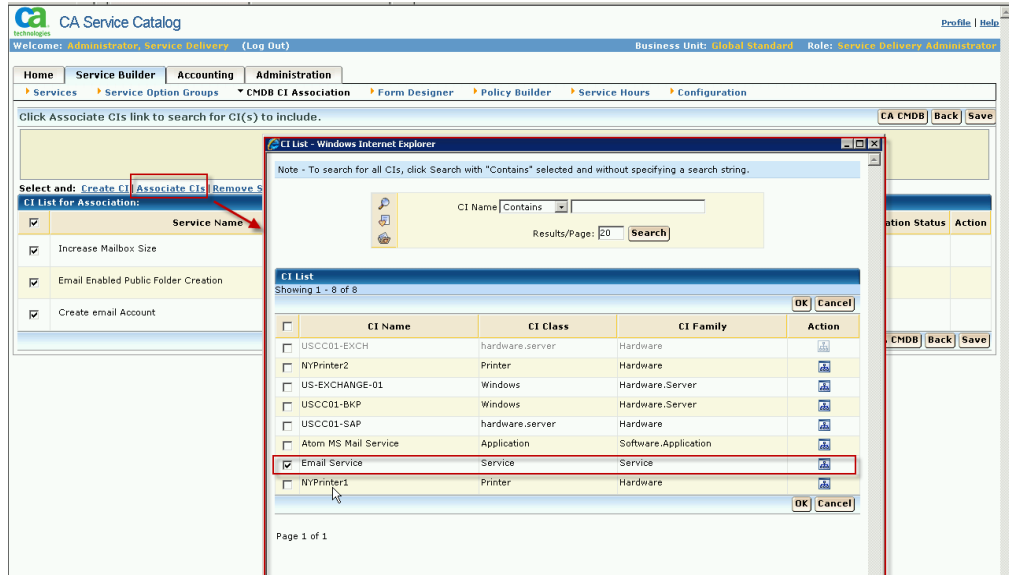 ca
technologies
CA Service Catalog
Profile | Help
Welcome: Administrator, Service Delivery (Log Out)
Business Unit: Global Standard Role: Service Delivery Administrator
Home Service Builder Accounting Administration
Services Service Option Groups CMDB CI Association Form Designer Policy Builder Service Hours Configuration
Click Associate CIs link to search for CI(s) to include.
CA CMDB Back Save
CI List - Windows Internet Explorer
Note - To search for all CIs, click Search with "Contains" selected and without specifying a search string.
Select and: Create CI | Associate CIs | Remove S
CI Name Contains
Results/Page: 20 Search
CI List for Association:
Service Name
ation Status Action
Increase Mailbox Size
Email Enabled Public Folder Creation
Create email Account
CMDB Back Save
CI List
Showing 1 - 8 of 8
OK Cancel
CI Name CI Class CI Family Action
USCC01-EXCH hardware.server Hardware
NYPrinter2 Printer Hardware
US-EXCHANGE-01 Windows Hardware.Server
USCC01-BKP Windows Hardware.Server
USCC01-SAP hardware.server Hardware
Atom MS Mail Service Application Software.Application
Email Service Service Service
NYPrinter1 Printer Hardware
OK Cancel
Page 1 of 1